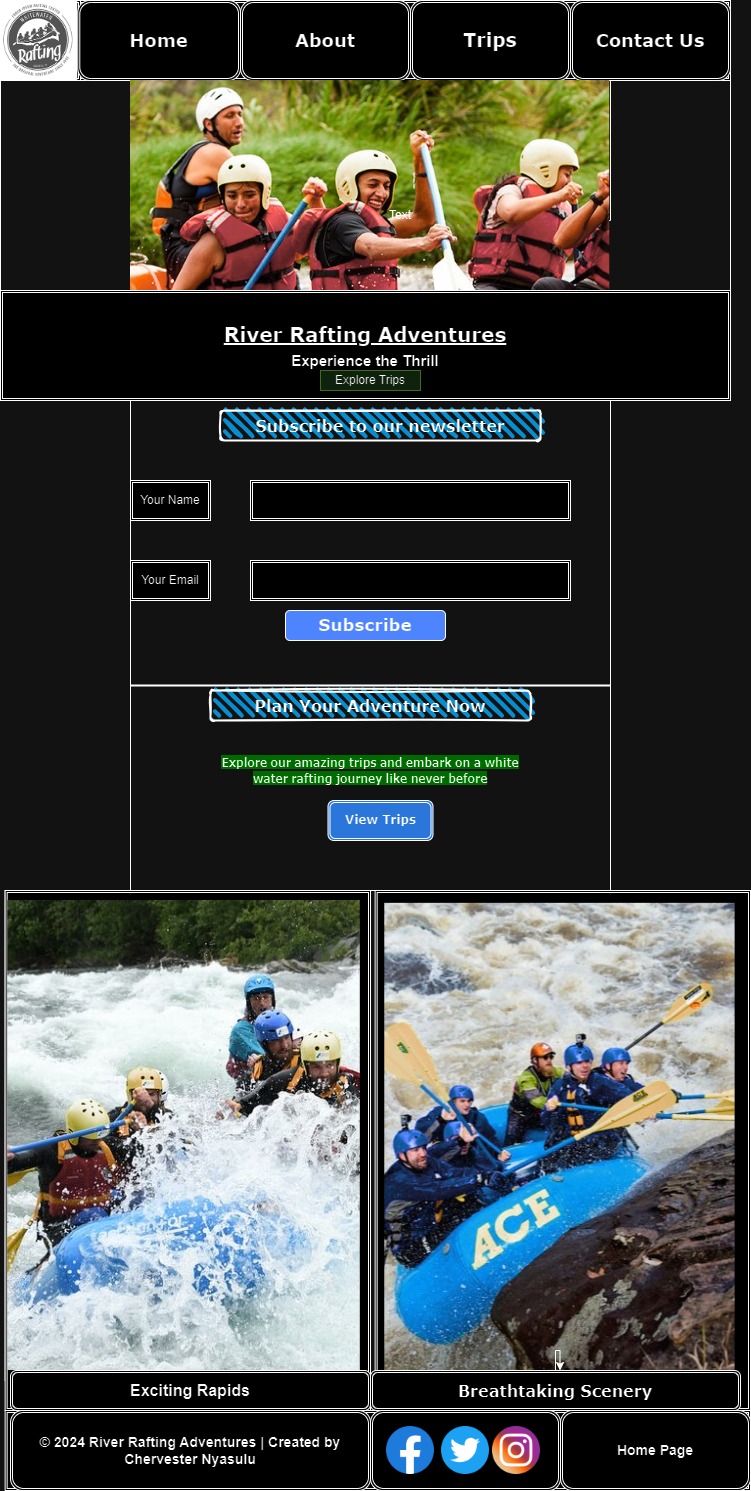 WHITEWATER
Rafting
Home
About
Trips
Contact Us
Text
River Rafting Adventures
Experience the Thrill
Explore Trips
Subscribe to our newsletter
Your Name
Your Email
Subscribe
Plan Your Adventure Now
Explore our amazing trips and embark on a white
water rafting journey like never before
View Trips
ACE
Exciting Rapids
Breathtaking Scenery
© 2024 River Rafting Adventures | Created by
Chervester Nyasulu
Home Page